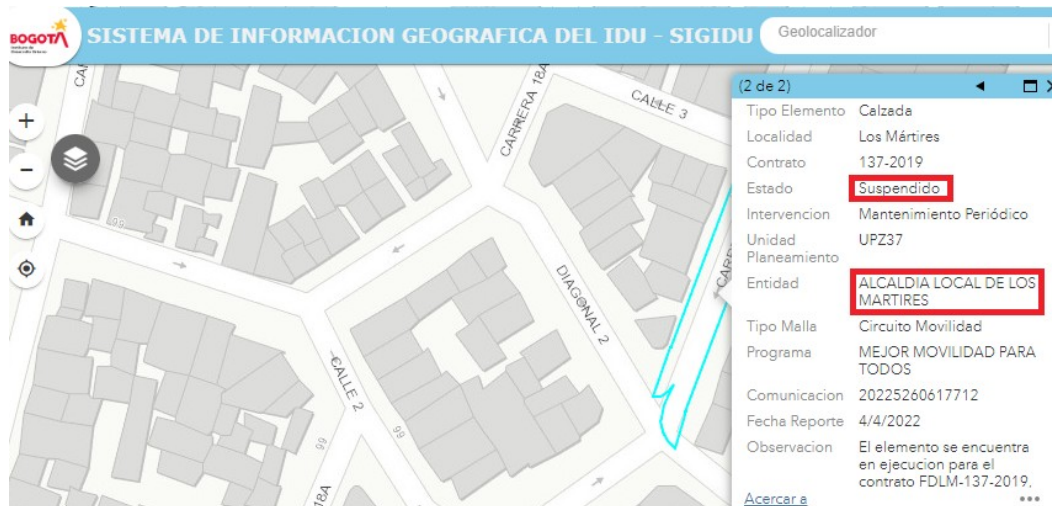 BOGOTÁ
SISTEMA DE INFORMACION GEOGRAFICA DEL IDU - SIGIDU
Geolocalizador
CARRERA 18A
CALLE 3
(2 de 2)
Tipo Elemento Calzada
Localidad Los Mártires
Contrato 137-2019
Estado Suspendido
Intervencion Mantenimiento Periódico
Unidad Planeamiento UPZ37
Entidad ALCALDIA LOCAL DE LOS
MARTIRES
Tipo Malla Circuito Movilidad
Programa MEJOR MOVILIDAD PARA
TODOS
Comunicacion 20225260617712
Fecha Reporte 4/4/2022
Observacion El elemento se encuentra
en ejecucion para el
contrato FDLM-137-2019,
Acercar a
99
DIAGONAL 2
CALLE 2
99
99
18A